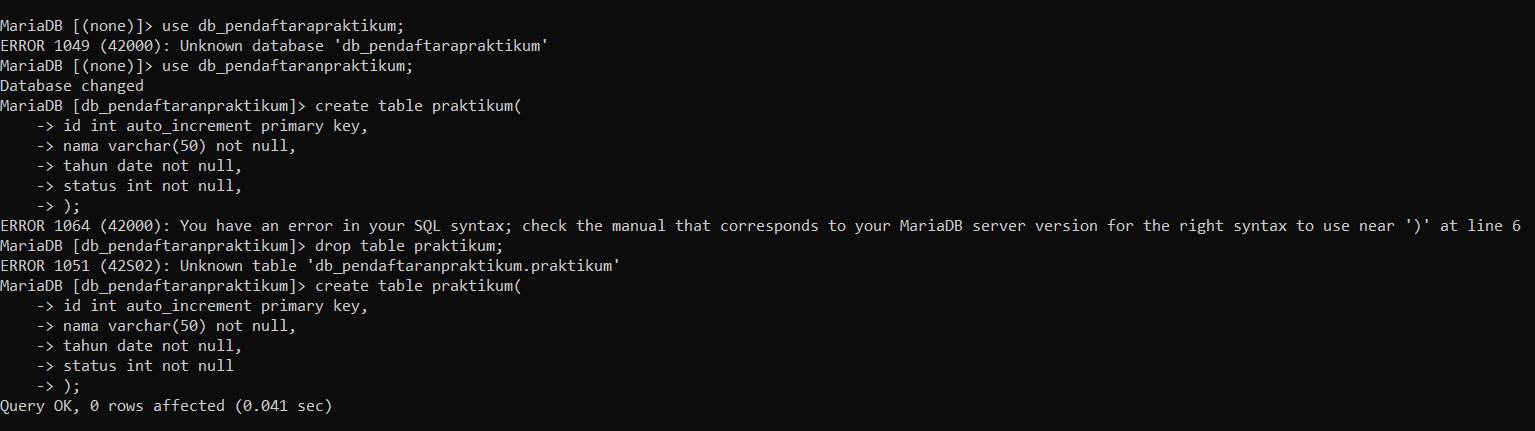 MariaDB [(none)]> use db_pendaftarapraktikum;
ERROR 1049 (42000): Unknown database 'db_pendaftarapraktikum'
MariaDB [(none)]> use db_pendaftaranpraktikum;
Database changed
MariaDB [db_pendaftaranpraktikum]> create table praktikum(
    -> id int auto_increment primary key,
    -> nama varchar(50) not null,
    -> tahun date not null,
    -> status int not null,
    -> );
ERROR 1064 (42000): You have an error in your SQL syntax; check the manual that corresponds to your MariaDB server version for the right syntax to use near ')' at line 6
MariaDB [db_pendaftaranpraktikum]> drop table praktikum;
ERROR 1051 (42S02): Unknown table 'db_pendaftaranpraktikum.praktikum'
MariaDB [db_pendaftaranpraktikum]> create table praktikum(
    -> id int auto_increment primary key,
    -> nama varchar(50) not null,
    -> tahun date not null,
    -> status int not null
    -> );
Query OK, 0 rows affected (0.041 sec)